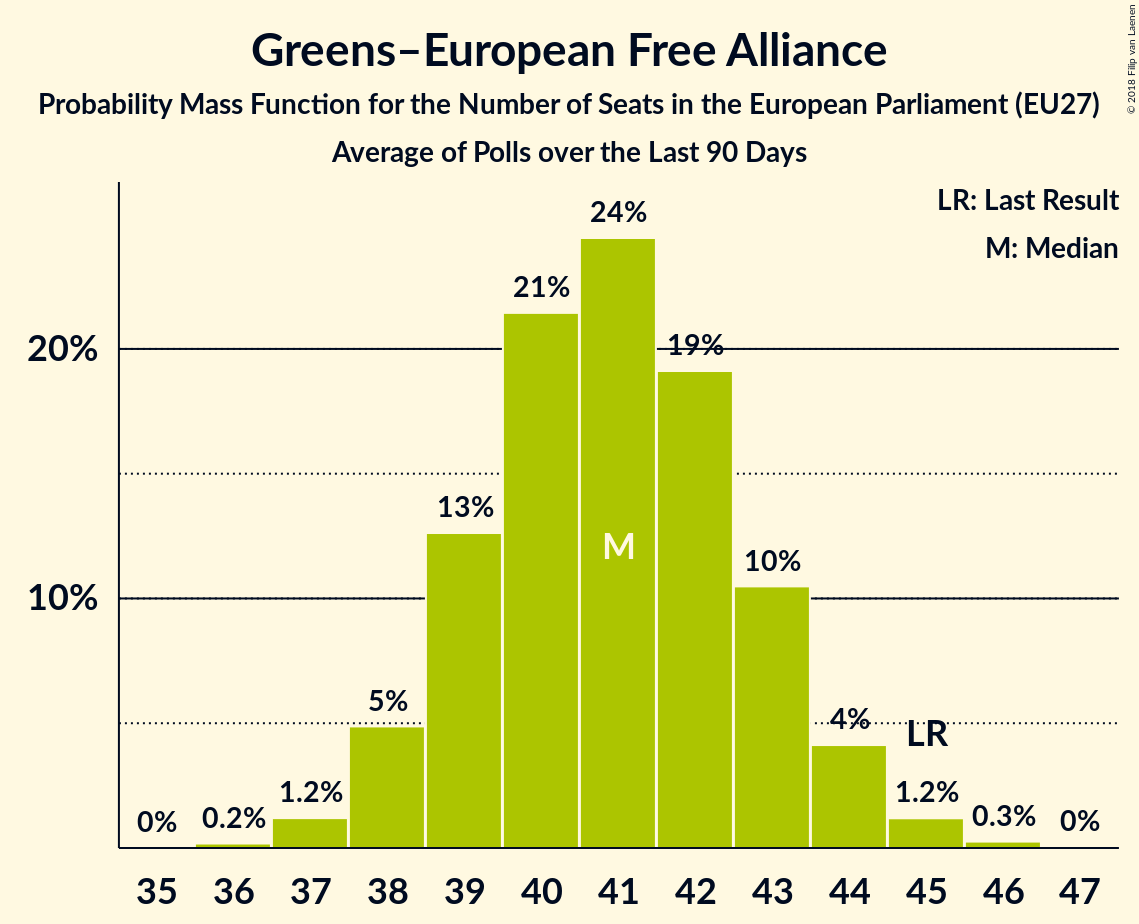 Greens–European Free Alliance
Probability Mass Function for the Number of Seats in the European Parliament (EU27)
Average of Polls over the Last 90 Days
© 2018 Filip van Laenen
LR: Last Result
M: Median
20%
10%
0%
0.2%
1.2%
5%
13%
21%
24%
M
19%
10%
4%
LR
1.2%
0.3%
0%
35 36 37 38 39 40 41 42 43 44 45 46 47